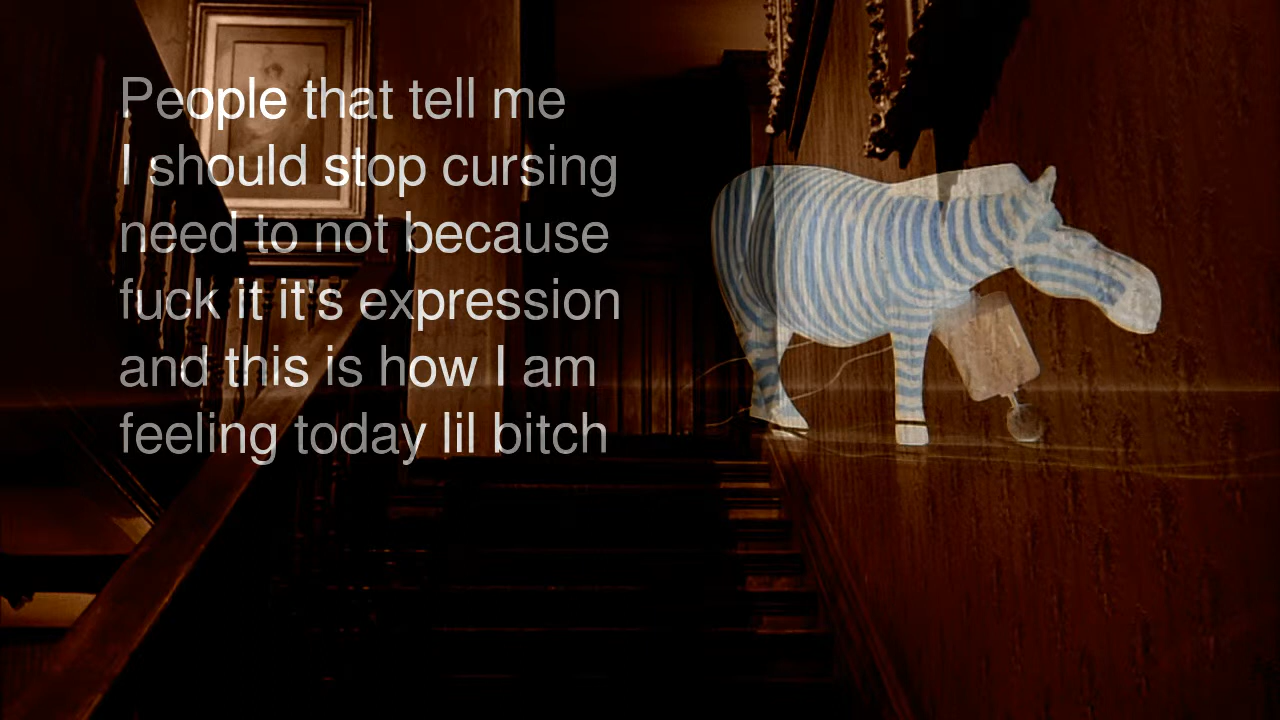 People that tell me
I should stop cursing
need to not because
fuck it it's expression
and this is how I am
feeling today lil bitch